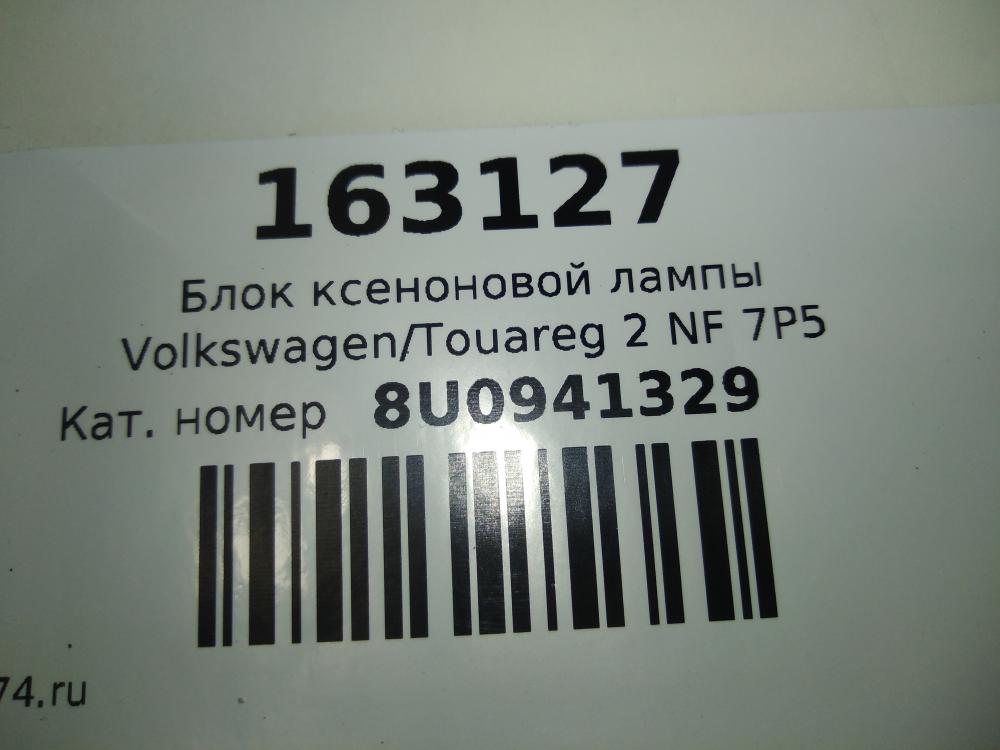 163127
Блок ксеноновой лампы
Volkswagen/Touareg 2 NF 7P5
Кат. номер 8U0941329
74.ru